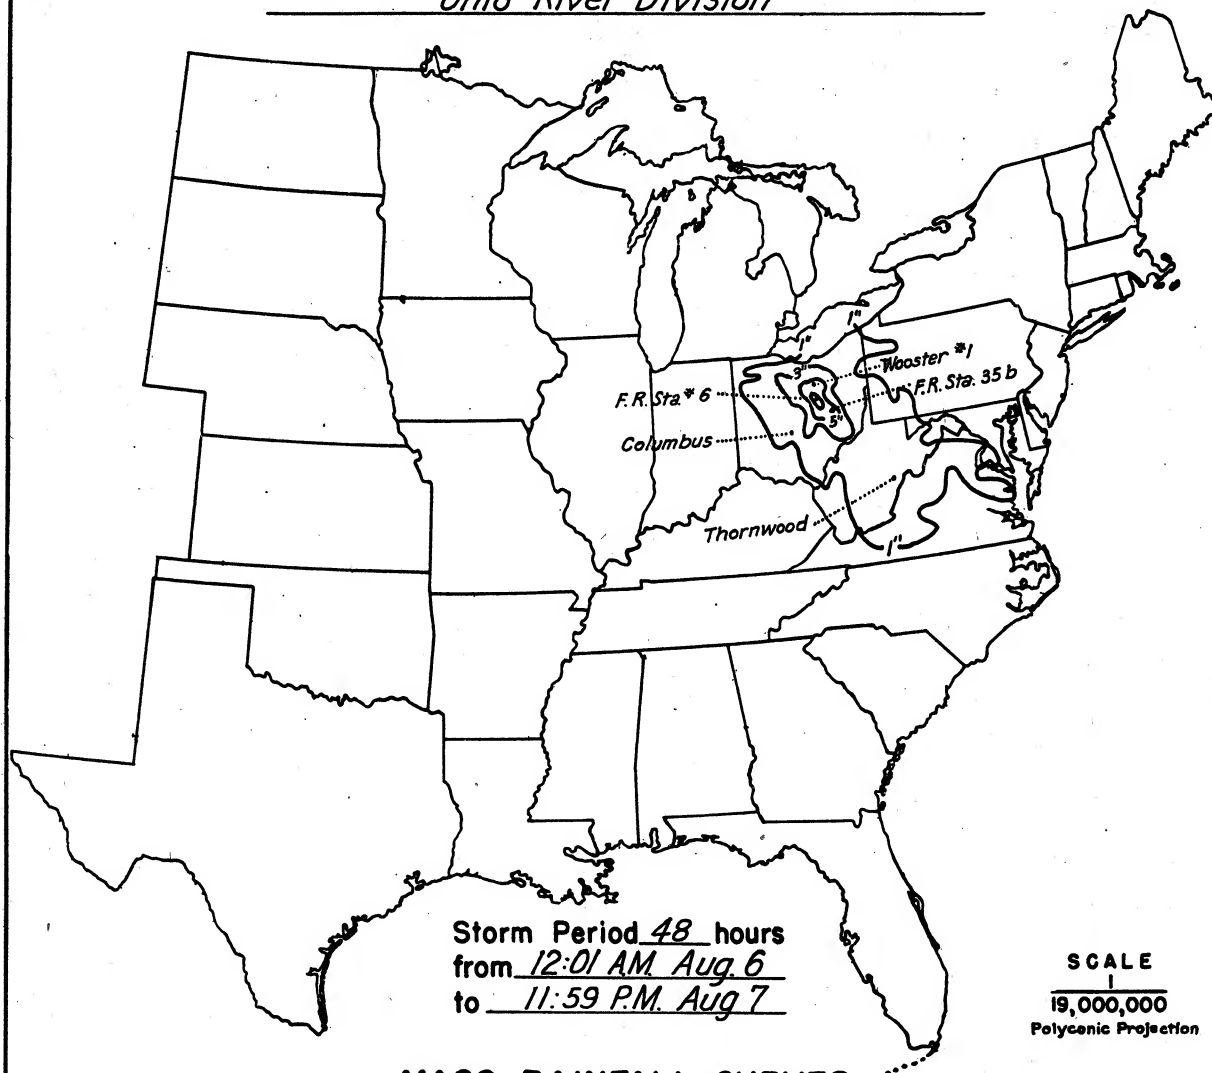 Ohio River Division
1"
1"
3"
Wooster #1
F.R. Sta. 35 b
F.R. Sta. # 6
5"
Columbus
Thornwood
1"
Storm Period 48 hours
from 12:01 A.M. Aug. 6
to 11:59 P.M. Aug 7
SCALE
1
19,000,000
Polyconic Projection
MASS RAINFALL CURVES